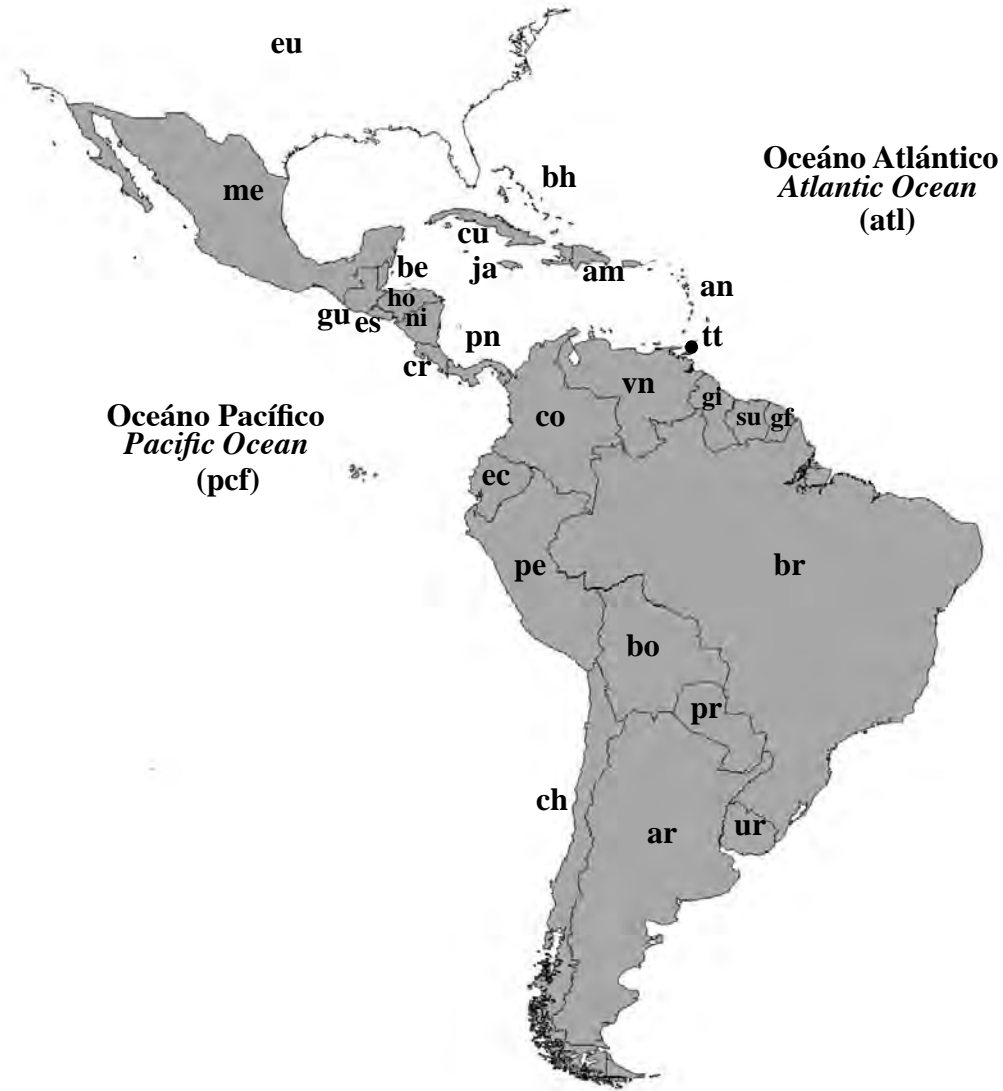 eu
Oceáno Atlántico
Atlantic Ocean
(atl)
bh
me
cu
be
ja
am
an
ho
gu
es
ni
pn
tt
cr
vn
gi
Oceáno Pacífico
Pacific Ocean
(pcf)
co
su
gf
ec
pe
br
bo
pr
ch
ar
ur